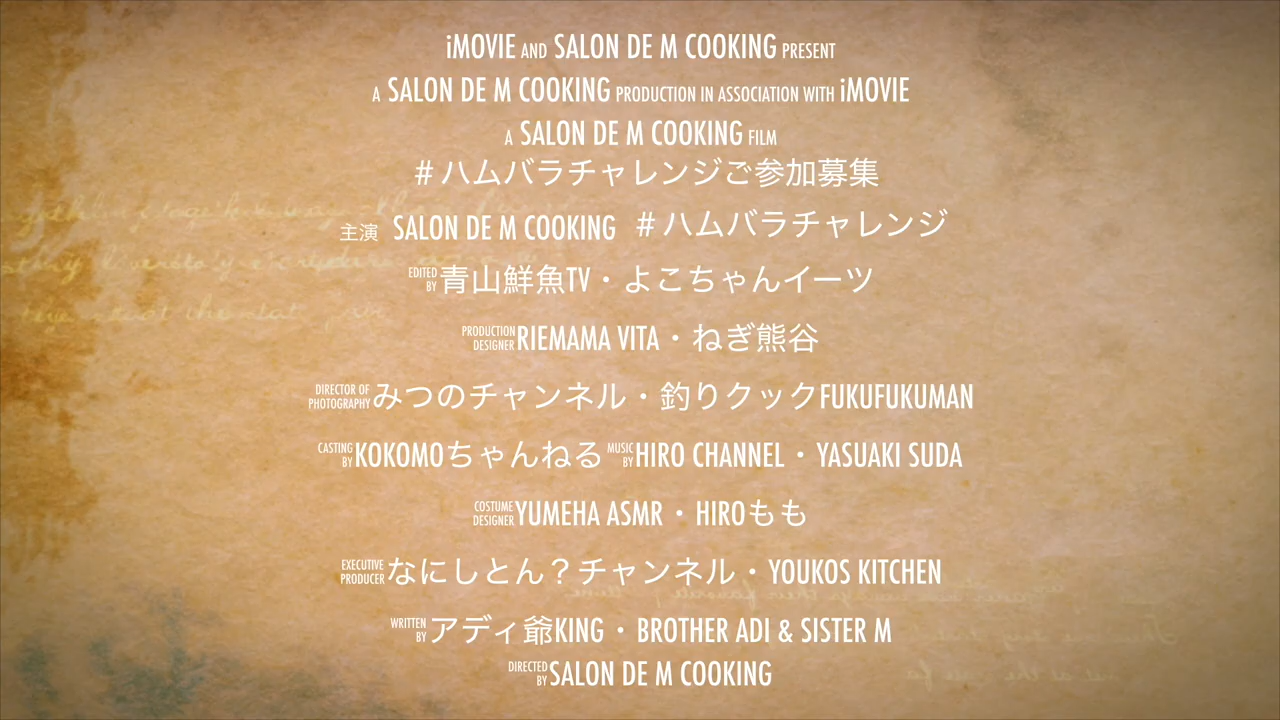 iMOVIE AND SALON DE M COOKING PRESENT
A SALON DE M COOKING PRODUCTION IN ASSOCIATION WITH iMOVIE
A SALON DE M COOKING FILM
＃ハムバラチャレンジご参加募集
主演 SALON DE M COOKING ＃ハムバラチャレンジ
EDITED BY 青山鮮魚TV・よこちゃんイーツ
PRODUCTION DESIGNER RIEMAMA VITA・ねぎ熊谷
DIRECTOR OF PHOTOGRAPHY みつのチャンネル・釣りクックFUKUFUKUMAN
CASTING BY KOKOMOちゃんねる MUSIC BY HIRO CHANNEL・YASUAKI SUDA
COSTUME DESIGNER YUMEHA ASMR・HIROもも
EXECUTIVE PRODUCER なにしとん？チャンネル・YOUKOS KITCHEN
WRITTEN BY アディ爺KING・BROTHER ADI & SISTER M
DIRECTED BY SALON DE M COOKING